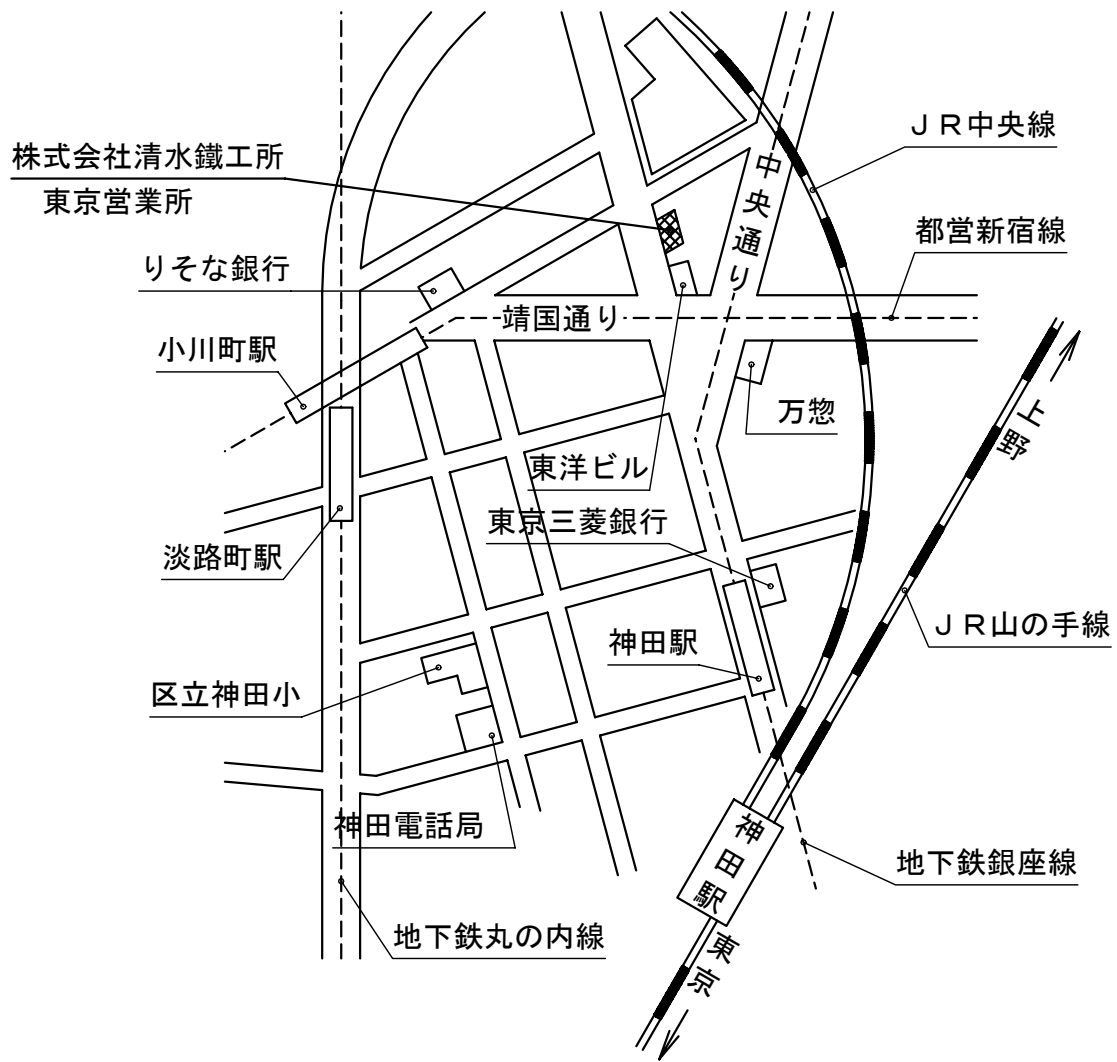 ＪＲ中央線
株式会社清水鐵工所
東京営業所
中央通り
都営新宿線
りそな銀行
靖国通り
小川町駅
万惣
上野
東洋ビル
東京三菱銀行
淡路町駅
ＪＲ山の手線
神田駅
区立神田小
神田電話局
神田駅
地下鉄銀座線
地下鉄丸の内線
東京